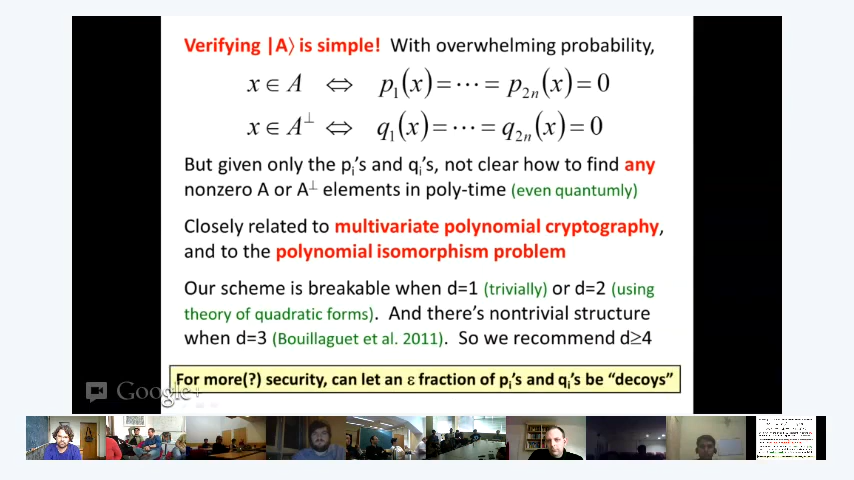 Verifying |A⟩ is simple! With overwhelming probability,
x ∈ A ⇔ p₁(x) = ⋯ = p₂ₙ(x) = 0
x ∈ A^⊥ ⇔ q₁(x) = ⋯ = q₂ₙ(x) = 0
But given only the pᵢ's and qᵢ's, not clear how to find any
nonzero A or A^⊥ elements in poly-time (even quantumly)
Closely related to multivariate polynomial cryptography,
and to the polynomial isomorphism problem
Our scheme is breakable when d=1 (trivially) or d=2 (using
theory of quadratic forms). And there's nontrivial structure
when d=3 (Bouillaguet et al. 2011). So we recommend d≥4
For more(?) security, can let an ε fraction of pᵢ's and qᵢ's be "decoys"
Google+